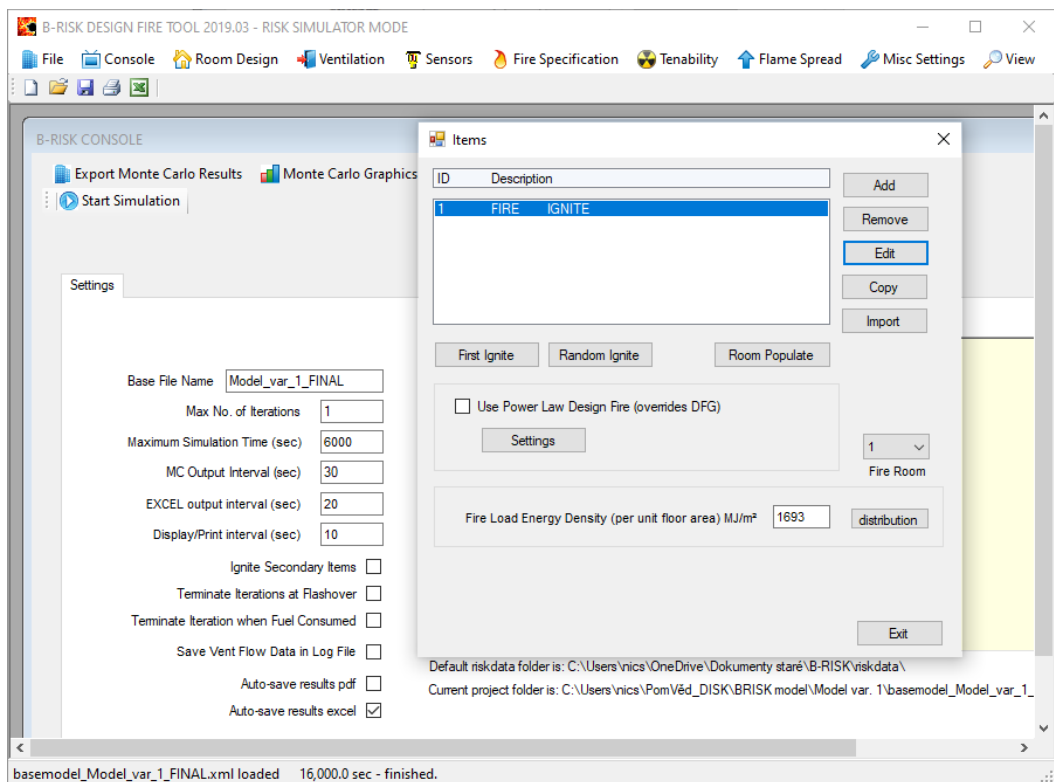 B-RISK DESIGN FIRE TOOL 2019.03 - RISK SIMULATOR MODE
File Console Room Design Ventilation Sensors Fire Specification Tenability Flame Spread Misc Settings View
B-RISK CONSOLE
Export Monte Carlo Results Monte Carlo Graphics
Start Simulation
Settings
Base File Name Model_var_1_FINAL
Max No. of Iterations 1
Maximum Simulation Time (sec) 6000
MC Output Interval (sec) 30
EXCEL output interval (sec) 20
Display/Print interval (sec) 10
Ignite Secondary Items
Terminate Iterations at Flashover
Terminate Iteration when Fuel Consumed
Save Vent Flow Data in Log File
Auto-save results pdf
Auto-save results excel
Items
ID Description
1 FIRE IGNITE
Add
Remove
Edit
Copy
Import
First Ignite Random Ignite Room Populate
Use Power Law Design Fire (overrides DFG)
Settings
1
Fire Room
Fire Load Energy Density (per unit floor area) MJ/m² 1693 distribution
Exit
Default riskdata folder is: C:\Users\nics\OneDrive\Dokumenty staré\B-RISK\riskdata\
Current project folder is: C:\Users\nics\PomVěd_DISK\BRISK model\Model var. 1\basemodel_Model_var_1_
basemodel_Model_var_1_FINAL.xml loaded 16,000.0 sec - finished.